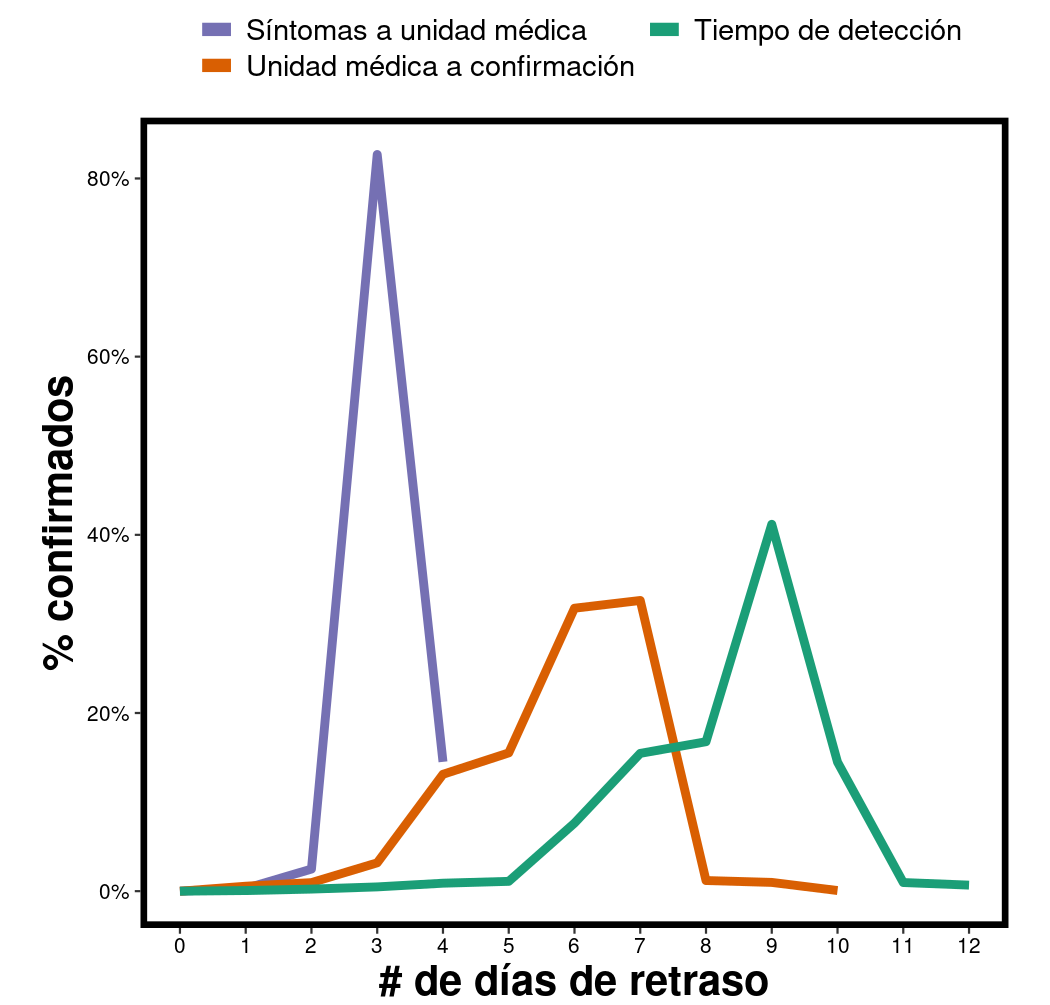 Síntomas a unidad médica
Tiempo de detección
Unidad médica a confirmación
% confirmados
80%
60%
40%
20%
0%
0 1 2 3 4 5 6 7 8 9 10 11 12
# de días de retraso